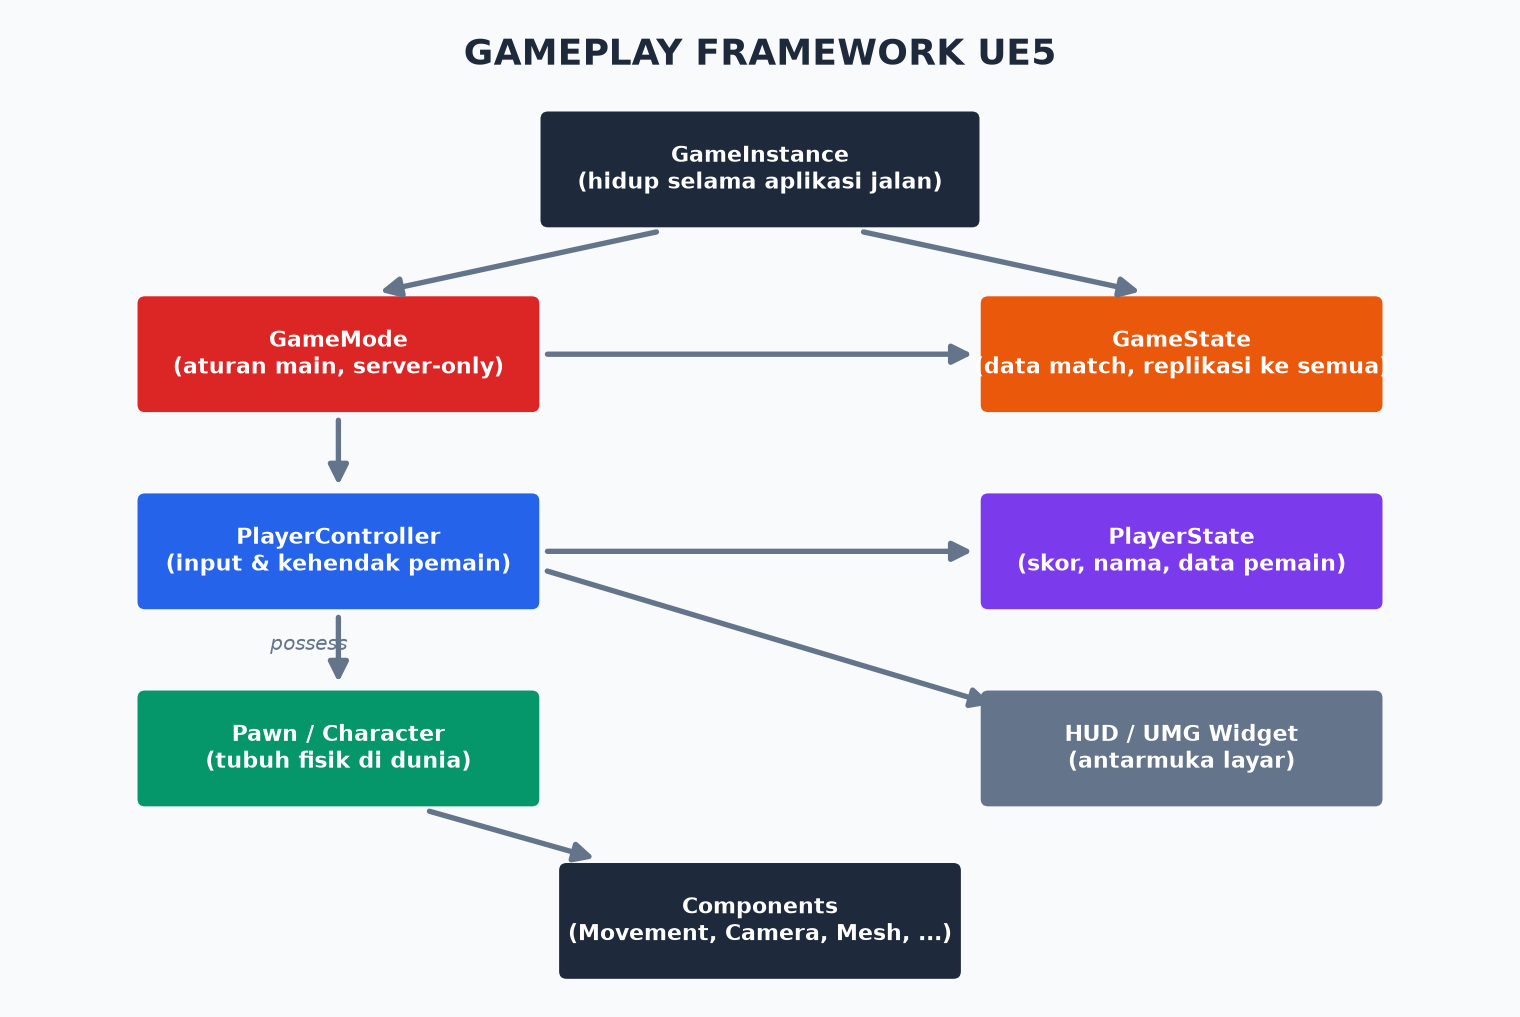 GAMEPLAY FRAMEWORK UE5
GameInstance
(hidup selama aplikasi jalan)
GameMode
(aturan main, server-only)
GameState
(data match, replikasi ke semua)
PlayerController
(input & kehendak pemain)
PlayerState
(skor, nama, data pemain)
possess
Pawn / Character
(tubuh fisik di dunia)
HUD / UMG Widget
(antarmuka layar)
Components
(Movement, Camera, Mesh, ...)